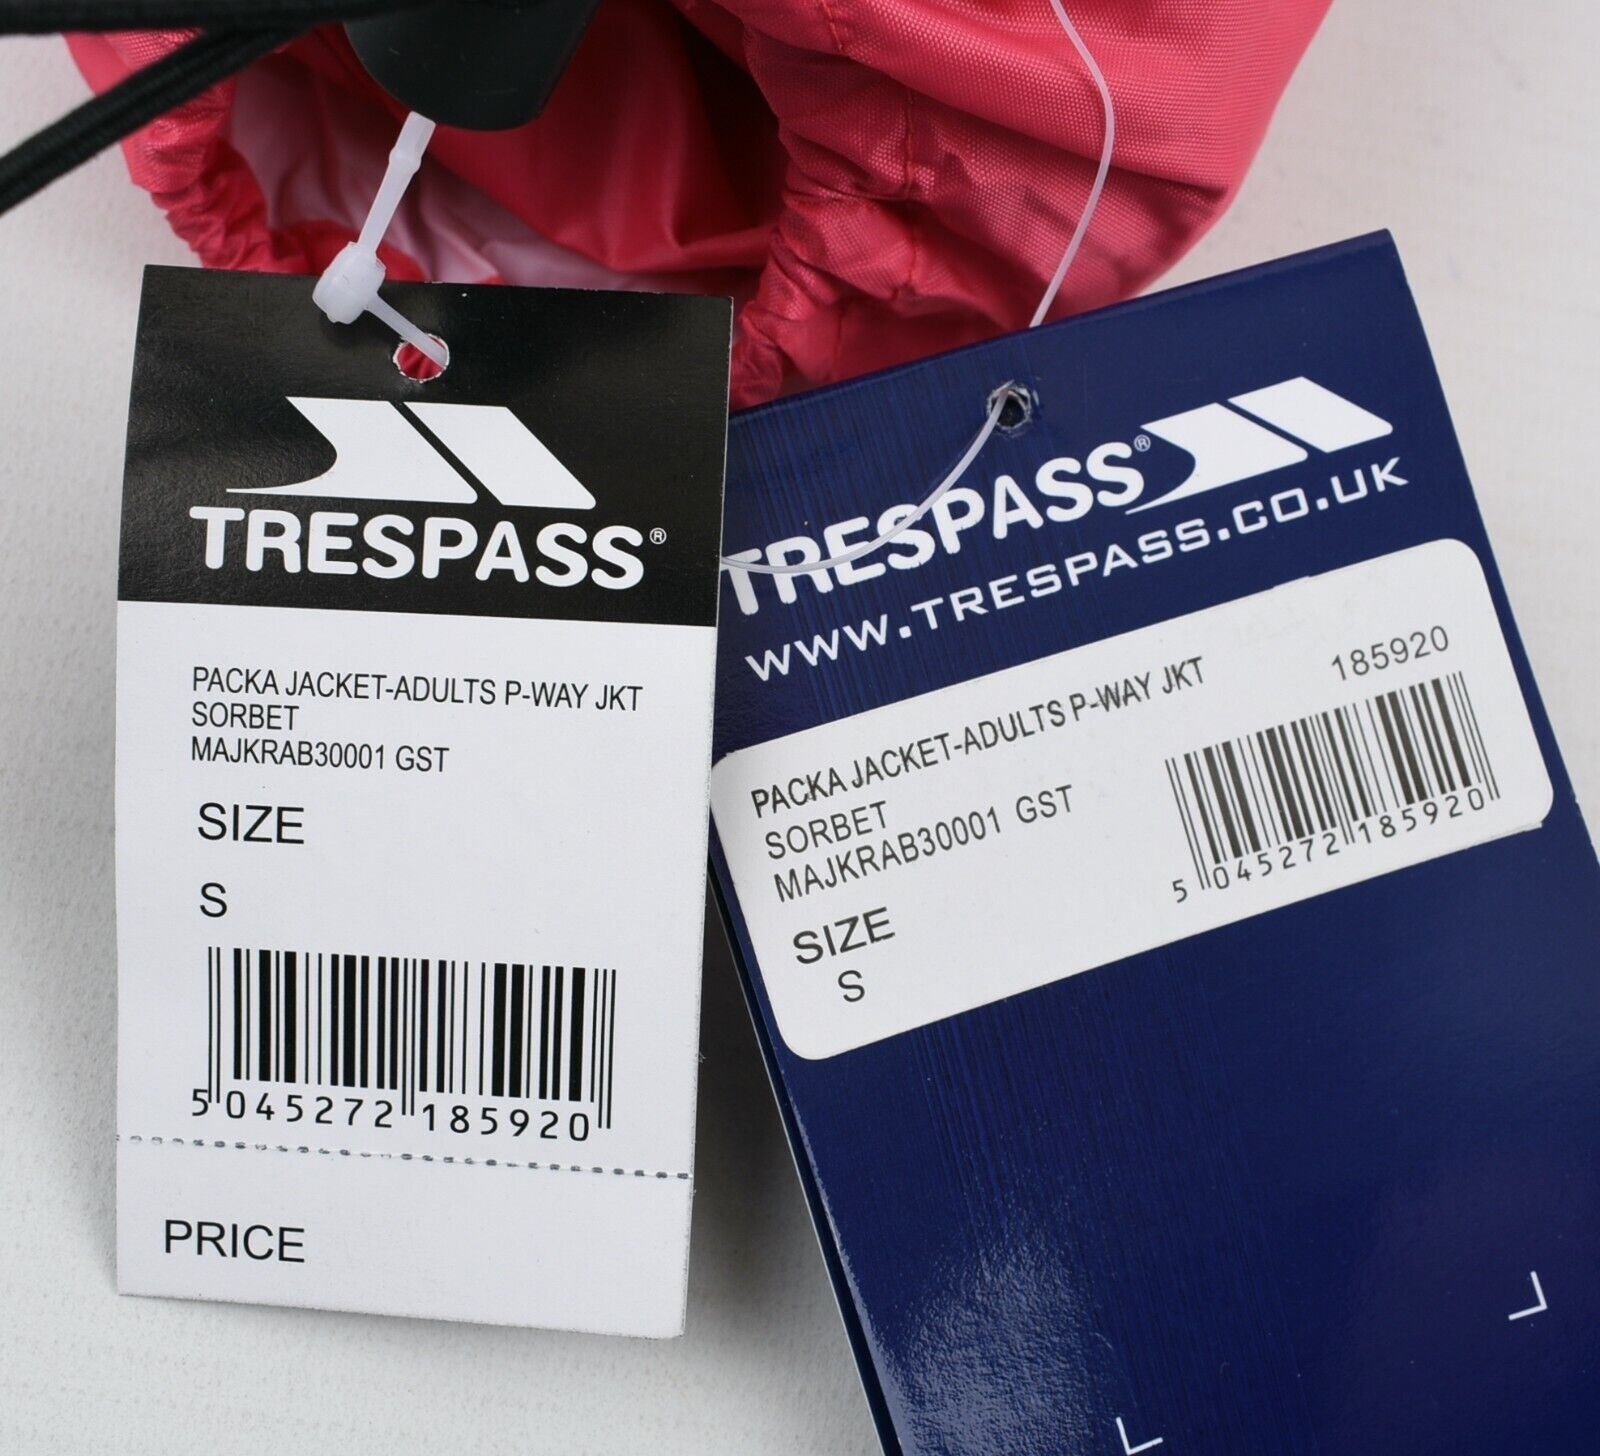 TRESPASS®
PACKA JACKET-ADULTS P-WAY JKT
SORBET
MAJKRAB30001 GST
SIZE
S
5 045272 185920
PRICE
TRESPASS®
WWW.TRESPASS.CO.UK
185920
PACKA JACKET-ADULTS P-WAY JKT
SORBET
MAJKRAB30001 GST
SIZE
S
5 045272 185920